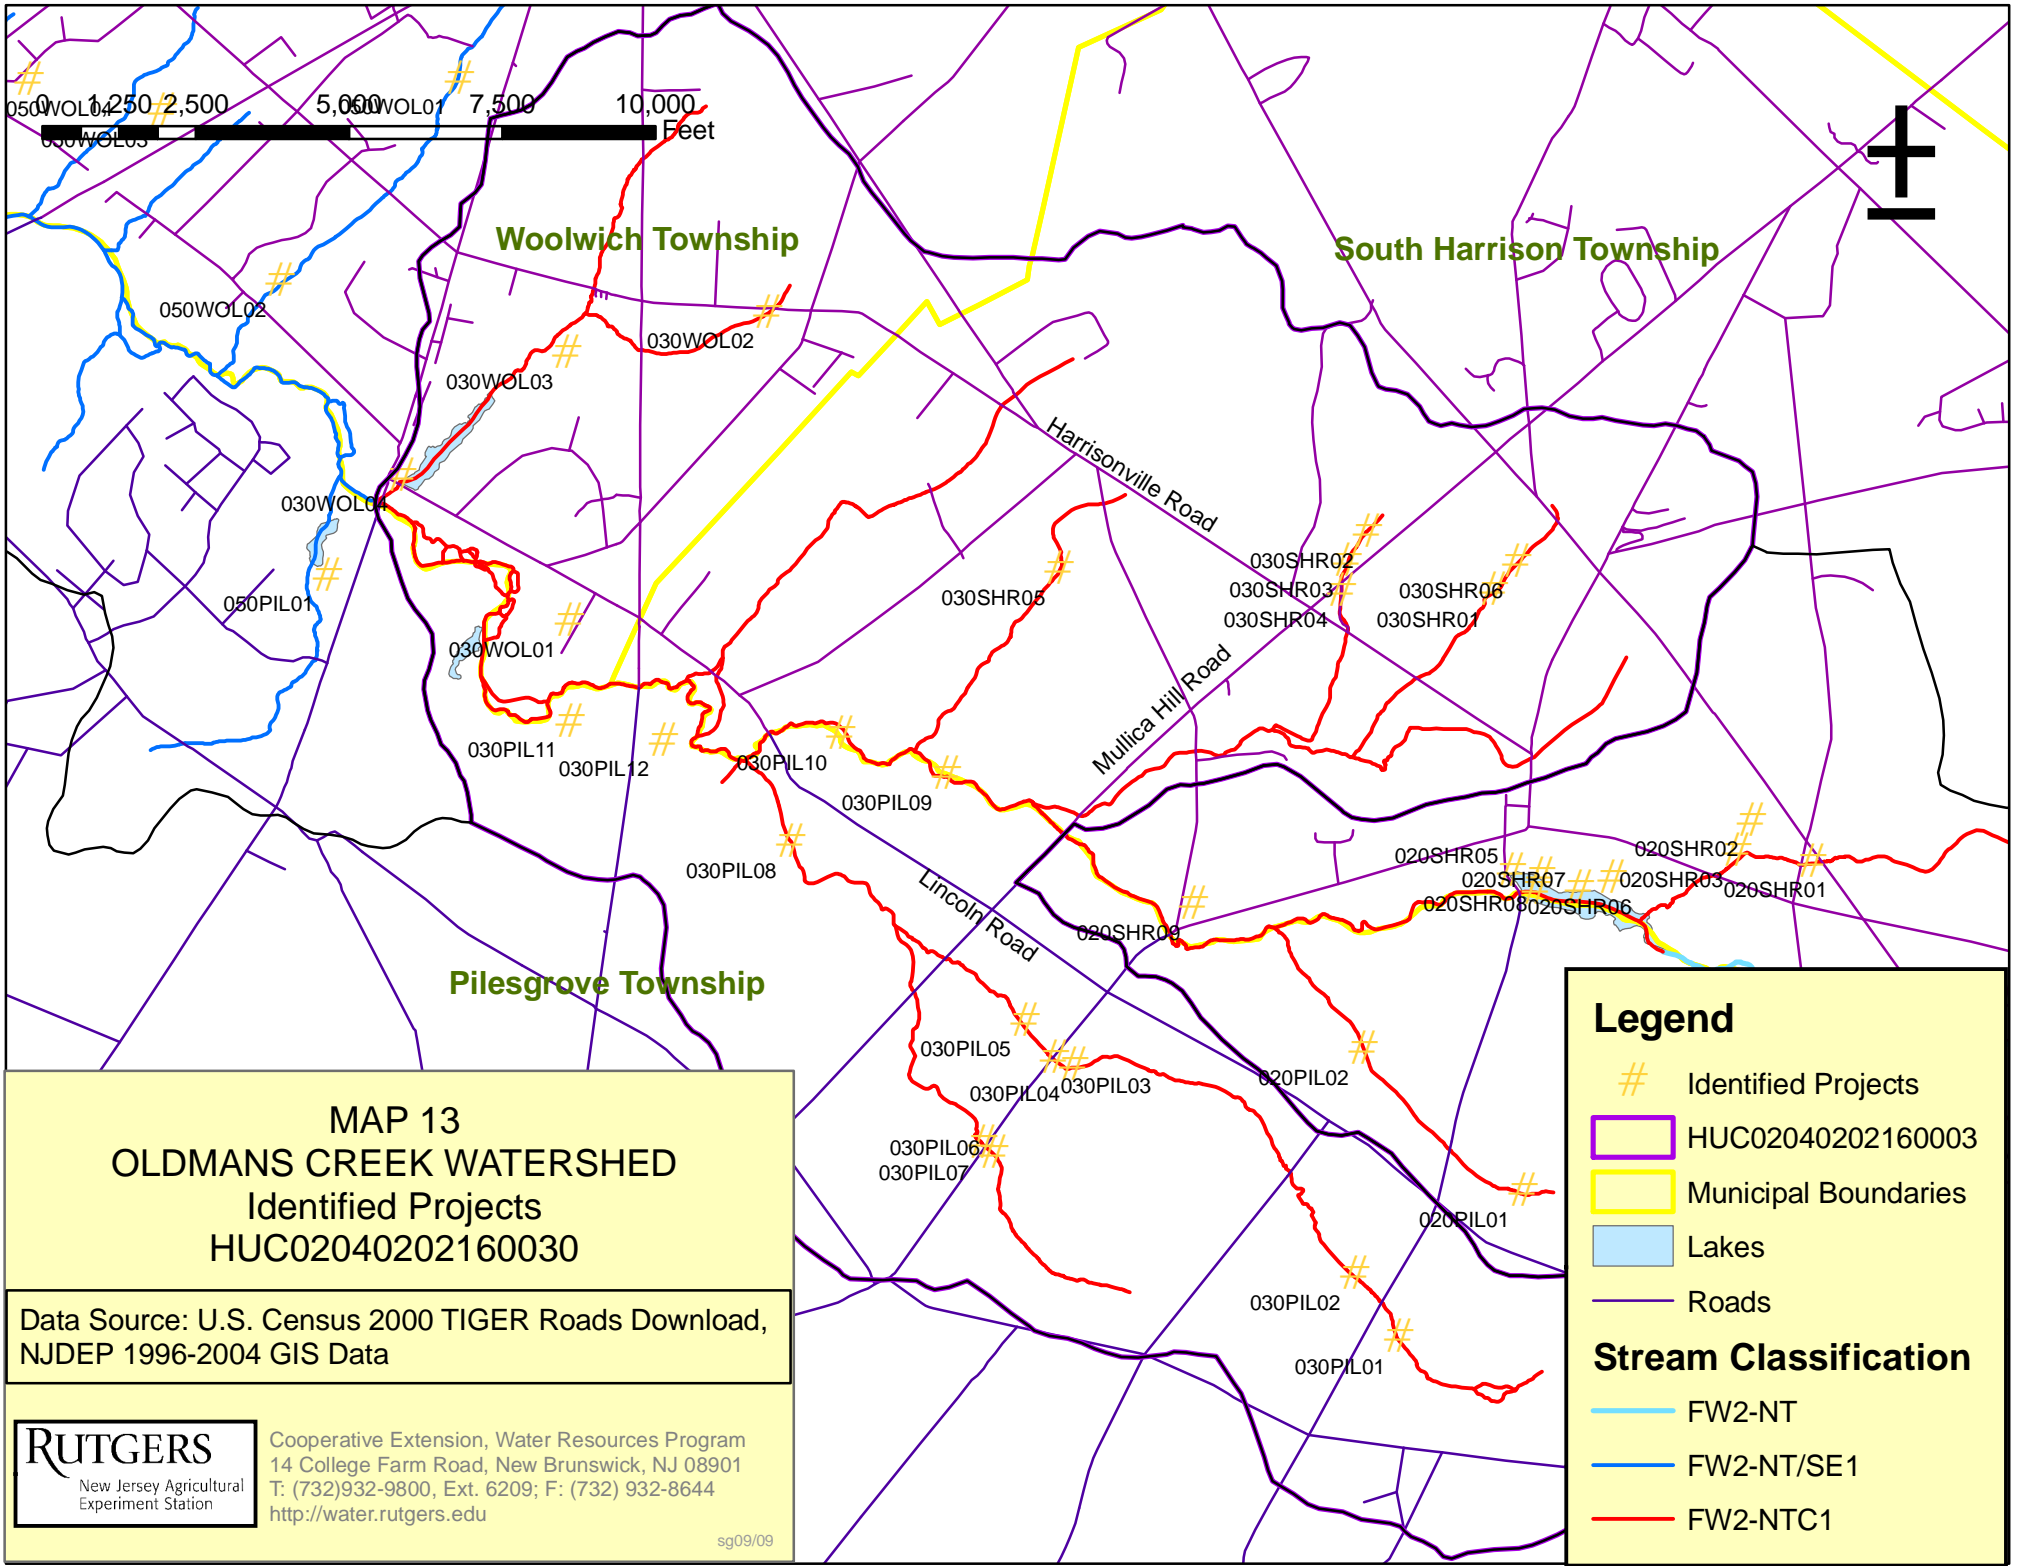 050WOL04
0 1,250 2,500 5,000 7,500 10,000
Feet
050WOL01
050WOL03
Woolwich Township
South Harrison Township
050WOL02
030WOL02
030WOL03
Harrisonville Road
030WOL04
030SHR02
030SHR03
030SHR04
030SHR06
030SHR01
030SHR05
050PIL01
030WOL01
Mullica Hill Road
030PIL11
030PIL12
030PIL10
030PIL09
030PIL08
020SHR05
020SHR02
020SHR07
020SHR03
020SHR01
020SHR08
020SHR06
020SHR09
Lincoln Road
Pilesgrove Township
030PIL05
030PIL04
030PIL03
020PIL02
030PIL06
030PIL07
020PIL01
030PIL02
030PIL01
MAP 13
OLDMANS CREEK WATERSHED
Identified Projects
HUC02040202160030
Data Source: U.S. Census 2000 TIGER Roads Download,
NJDEP 1996-2004 GIS Data
RUTGERS
New Jersey Agricultural
Experiment Station
Cooperative Extension, Water Resources Program
14 College Farm Road, New Brunswick, NJ 08901
T: (732)932-9800, Ext. 6209; F: (732) 932-8644
http://water.rutgers.edu
sg09/09
Legend
Identified Projects
HUC02040202160003
Municipal Boundaries
Lakes
Roads
Stream Classification
FW2-NT
FW2-NT/SE1
FW2-NTC1